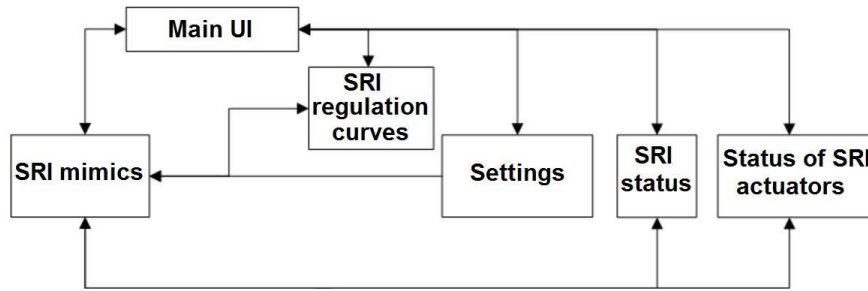 Main UI
SRI
regulation
curves
SRI mimics
Settings
SRI
status
Status of SRI
actuators